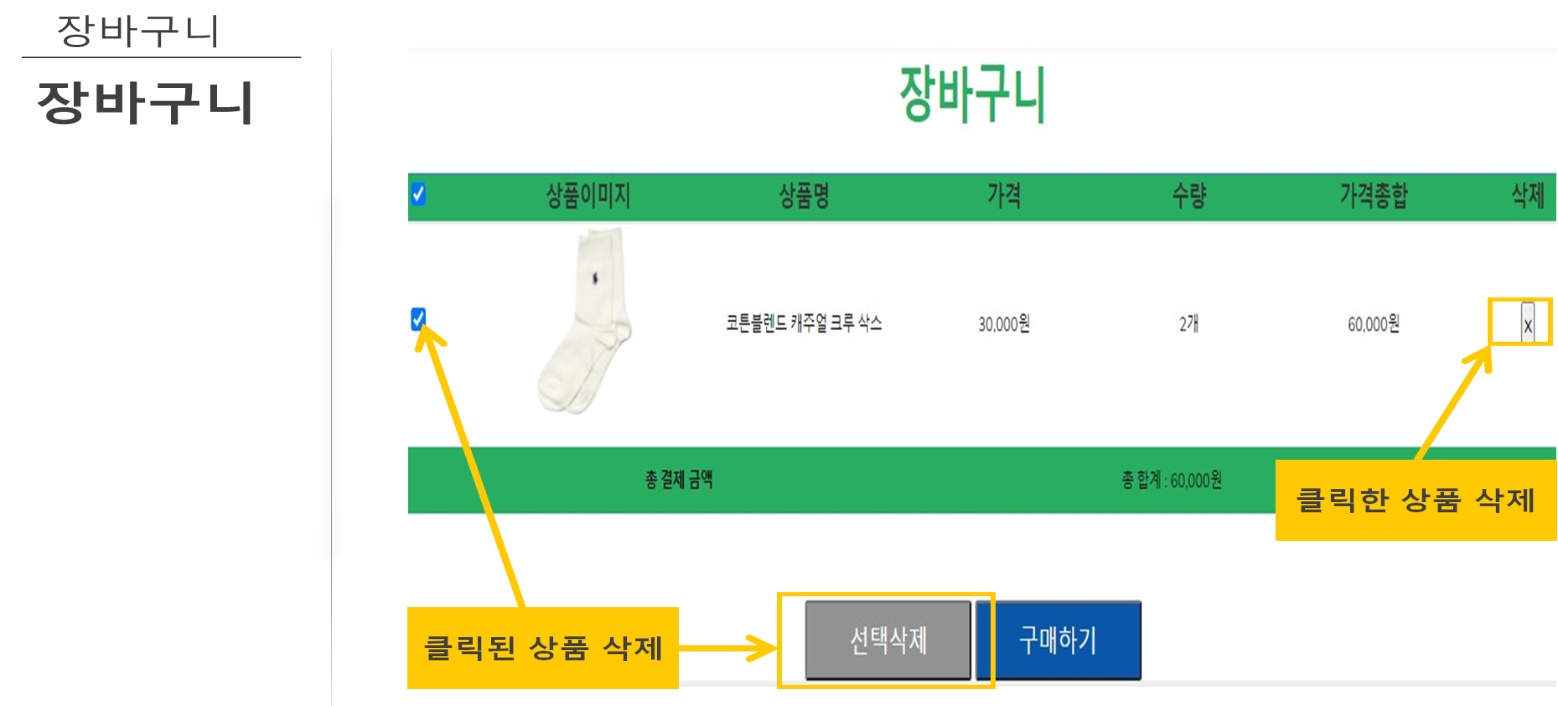 장바구니
장바구니
장바구니
상품이미지 상품명 가격 수량 가격총합 삭제
코튼블렌드 캐주얼 크루 삭스 30,000원 2개 60,000원 X
총 결제 금액 총 합계 : 60,000원
클릭한 상품 삭제
클릭된 상품 삭제
선택삭제 구매하기